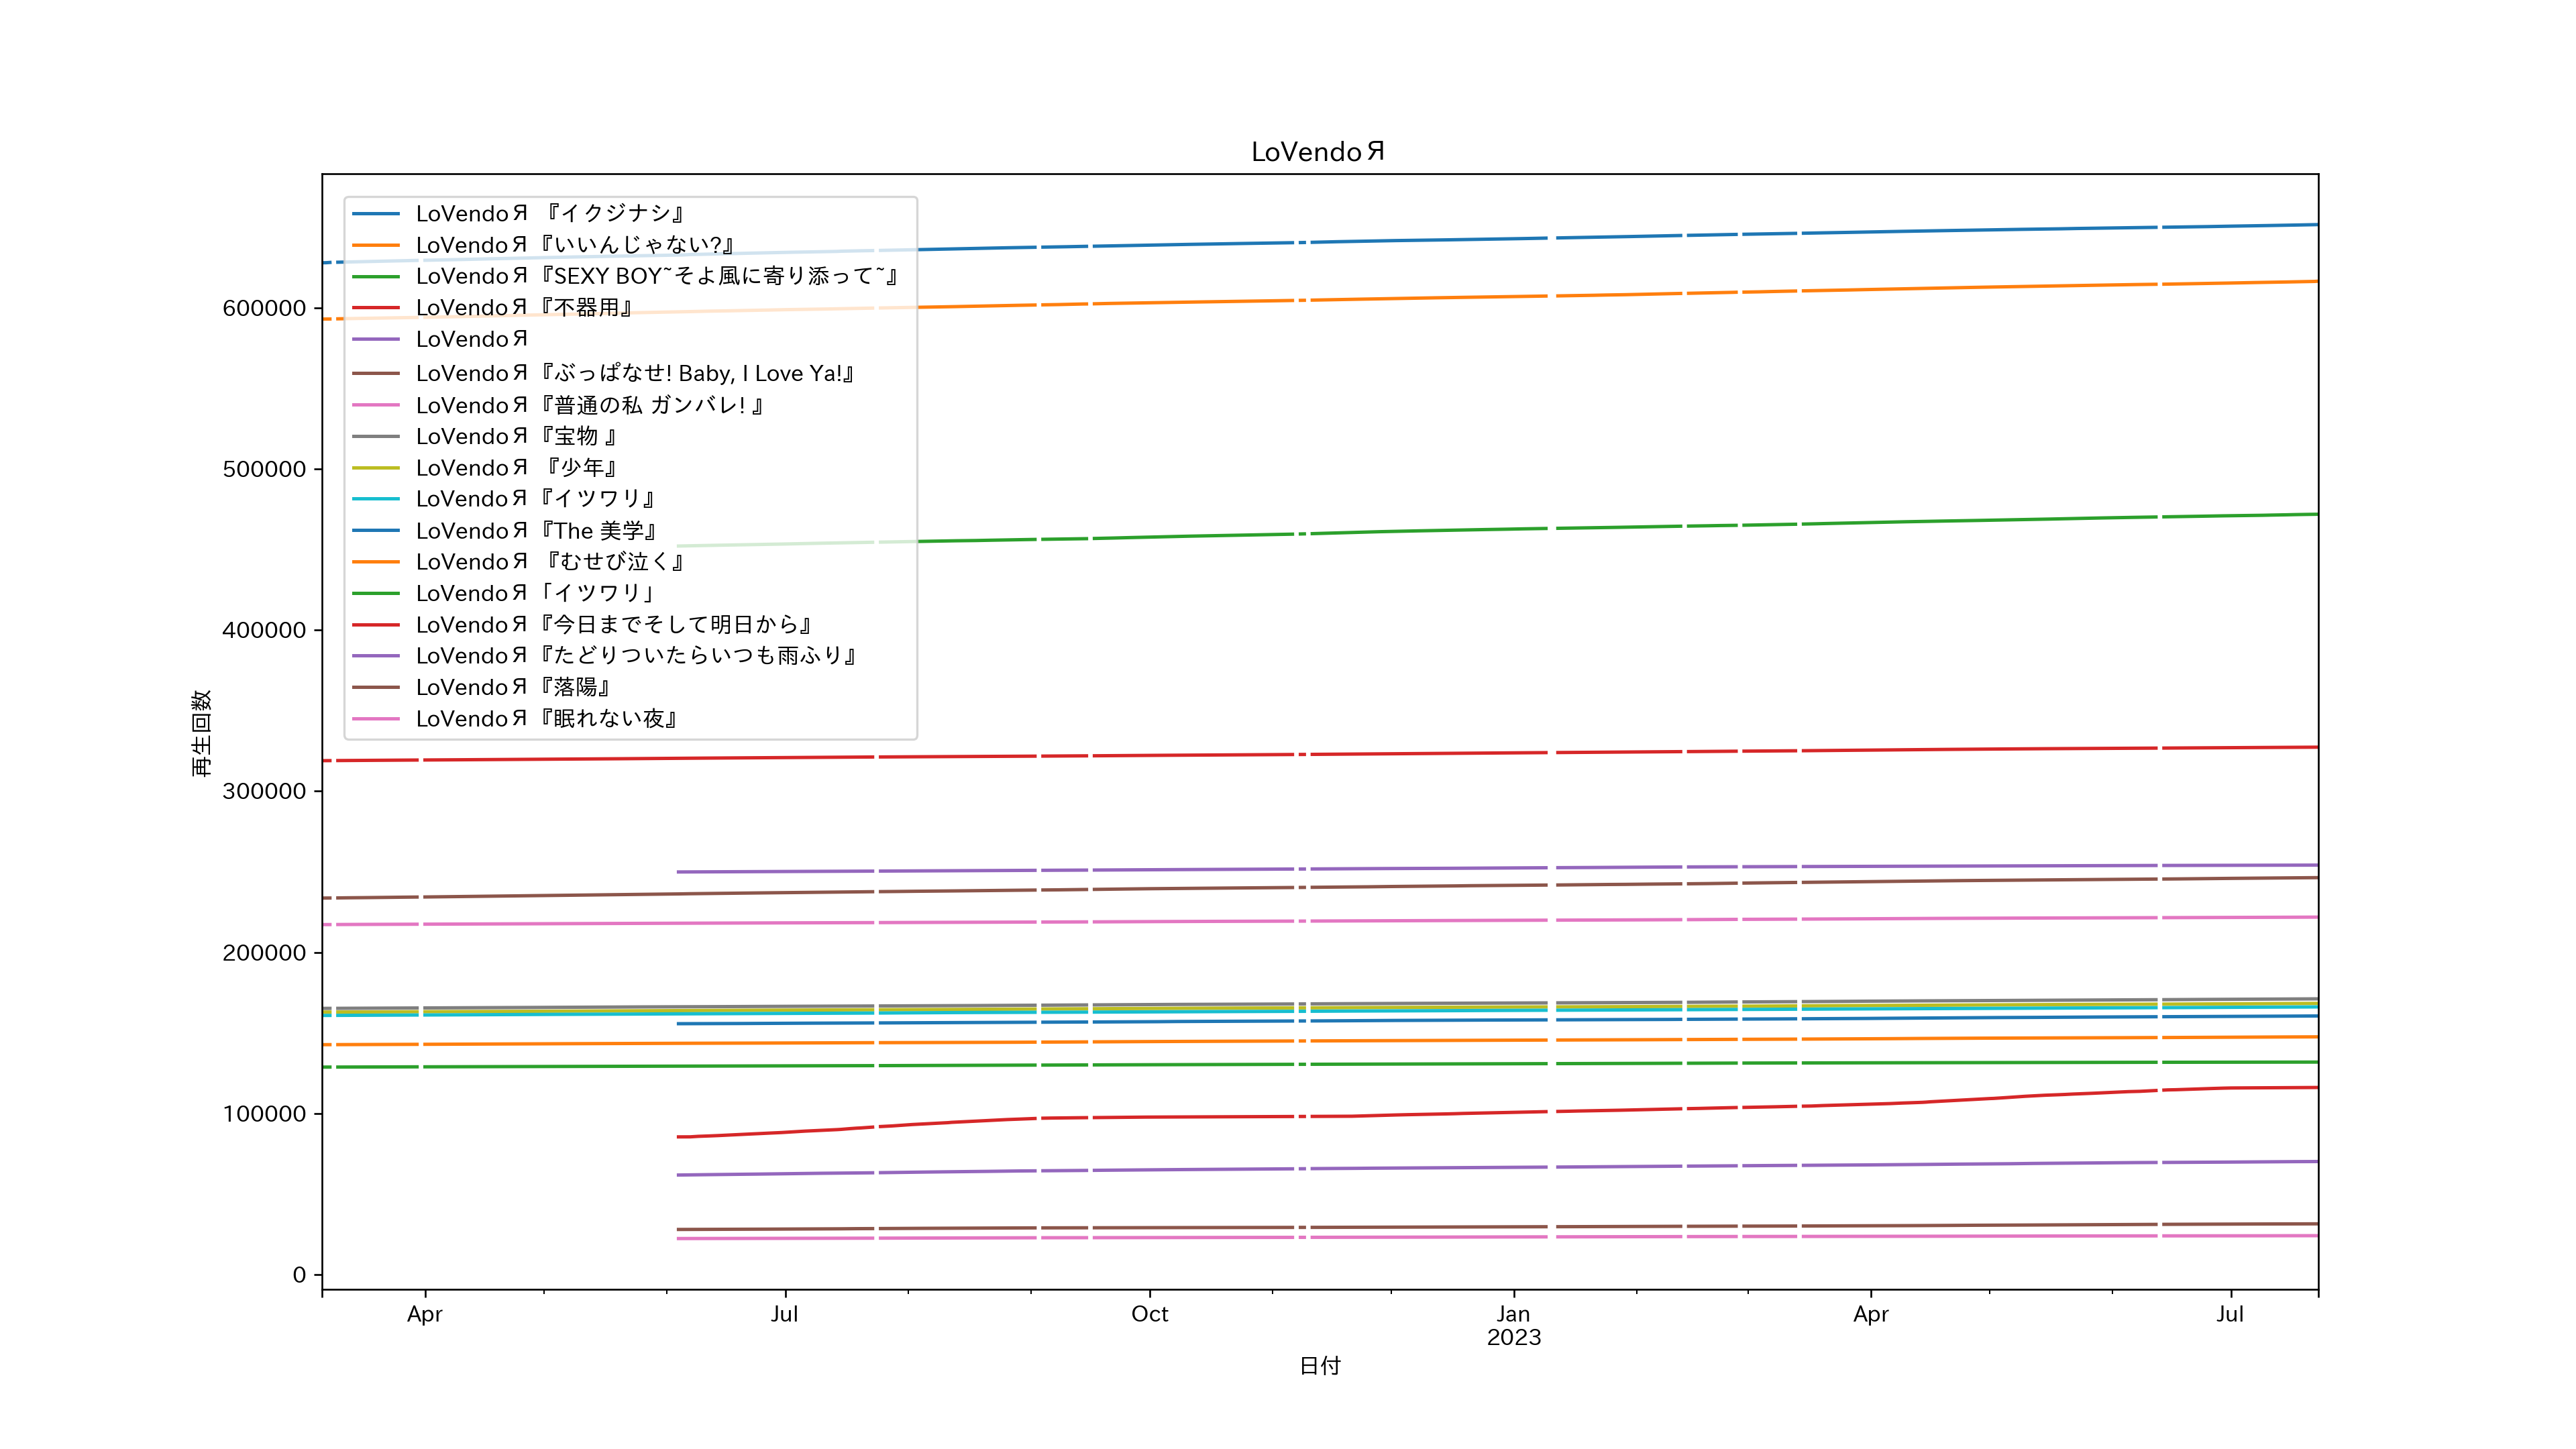 LoVendoЯ
LoVendoЯ 『イクジナシ』
LoVendoЯ『いいんじゃない?』
LoVendoЯ『SEXY BOY~そよ風に寄り添って~』
LoVendoЯ『不器用』
LoVendoЯ
LoVendoЯ『ぶっぱなせ! Baby, I Love Ya!』
LoVendoЯ『普通の私 ガンバレ! 』
LoVendoЯ『宝物 』
LoVendoЯ 『少年』
LoVendoЯ『イツワリ』
LoVendoЯ『The 美学』
LoVendoЯ 『むせび泣く』
LoVendoЯ「イツワリ」
LoVendoЯ『今日までそして明日から』
LoVendoЯ『たどりついたらいつも雨ふり』
LoVendoЯ『落陽』
LoVendoЯ『眠れない夜』
再生回数
600000
500000
400000
300000
200000
100000
0
Apr Jul Oct Jan Apr Jul
2023
日付